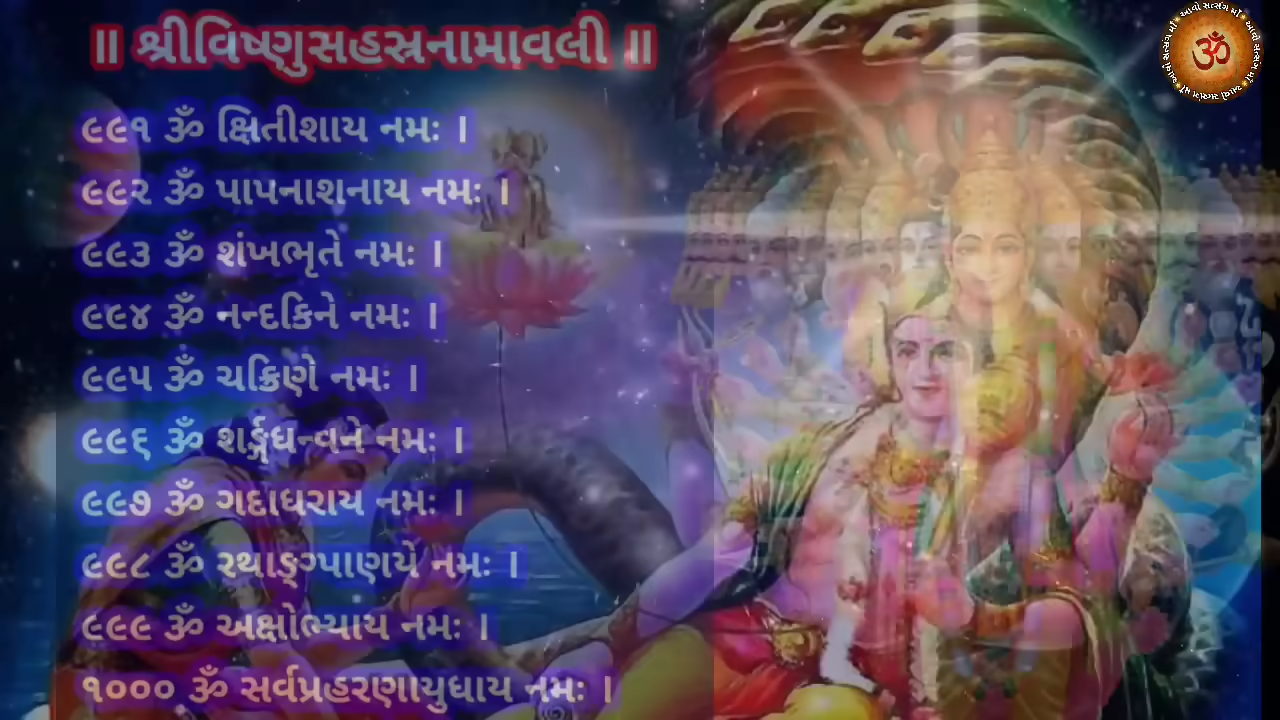 ॥ શ્રીવિષ્ણુસહસ્રનામાવલી ॥
૯૯૧ ૐ ક્ષિતીશાય નમઃ ।
૯૯૨ ૐ પાપનાશનાય નમઃ ।
૯૯૩ ૐ શંખભૃતે નમઃ ।
૯૯૪ ૐ નન્દકિને નમઃ ।
૯૯૫ ૐ ચક્રિણે નમઃ ।
૯૯૬ ૐ શર્ઙ્ગધન્વને નમઃ ।
૯૯૭ ૐ ગદાધરાય નમઃ ।
૯૯૮ ૐ રથાઙ્ગ્પાણયે નમઃ ।
૯૯૯ ૐ અક્ષોભ્યાય નમઃ ।
૧૦૦૦ ૐ સર્વપ્રહરણાયુધાય નમઃ ।
ૐ
આવો સત્સંગ માઁ